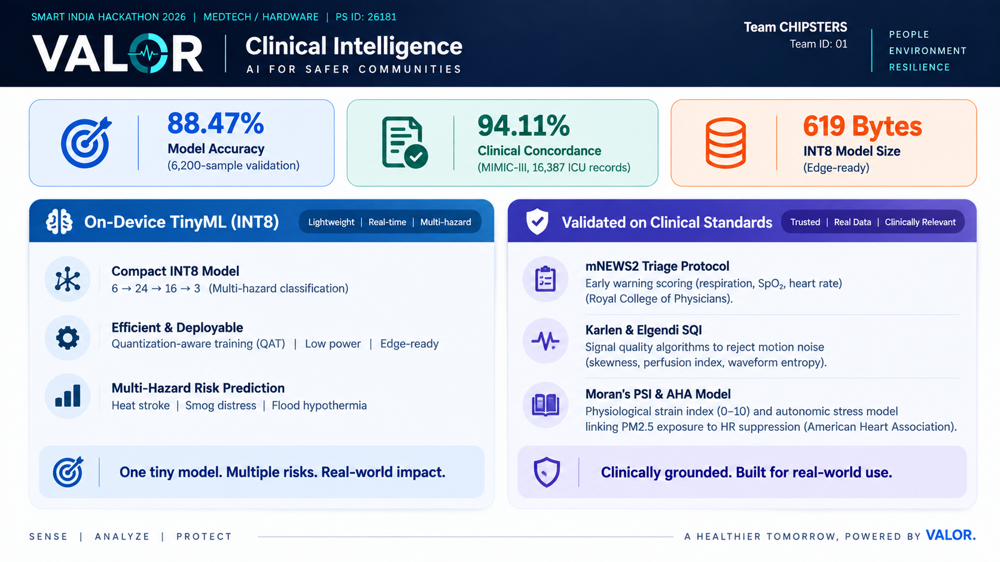 SMART INDIA HACKATHON 2026 | MEDTECH / HARDWARE | PS ID: 26181
VALOR
Clinical Intelligence
AI FOR SAFER COMMUNITIES
Team CHIPSTERS
Team ID: 01
PEOPLE
ENVIRONMENT
RESILIENCE
88.47%
Model Accuracy
(6,200-sample validation)
94.11%
Clinical Concordance
(MIMIC-III, 16,387 ICU records)
619 Bytes
INT8 Model Size
(Edge-ready)
On-Device TinyML (INT8)
Lightweight | Real-time | Multi-hazard
Compact INT8 Model
6 → 24 → 16 → 3 (Multi-hazard classification)
Efficient & Deployable
Quantization-aware training (QAT) | Low power | Edge-ready
Multi-Hazard Risk Prediction
Heat stroke | Smog distress | Flood hypothermia
One tiny model. Multiple risks. Real-world impact.
Validated on Clinical Standards
Trusted | Real Data | Clinically Relevant
mNEWS2 Triage Protocol
Early warning scoring (respiration, SpO₂, heart rate)
(Royal College of Physicians).
Karlen & Elgendi SQI
Signal quality algorithms to reject motion noise
(skewness, perfusion index, waveform entropy).
Moran's PSI & AHA Model
Physiological strain index (0–10) and autonomic stress model
linking PM2.5 exposure to HR suppression (American Heart Association).
Clinically grounded. Built for real-world use.
SENSE | ANALYZE | PROTECT
A HEALTHIER TOMORROW, POWERED BY VALOR.